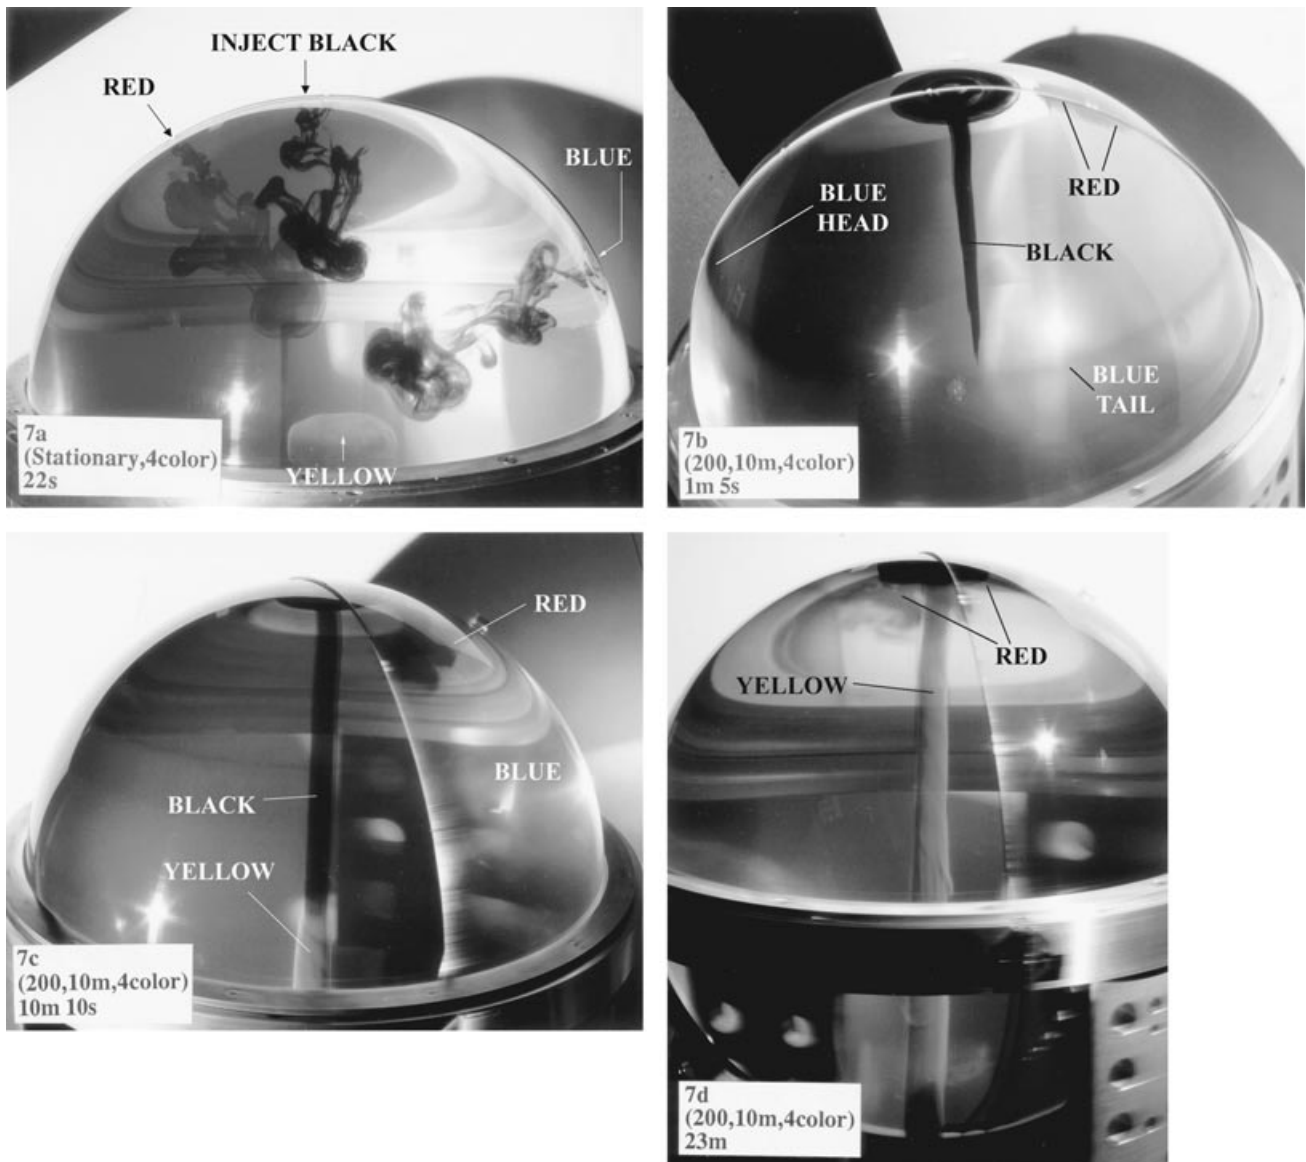 INJECT BLACK
RED
BLUE
YELLOW
7a
(Stationary,4color)
22s
RED
BLUE
HEAD
BLACK
BLUE
TAIL
7b
(200,10m,4color)
1m 5s
RED
BLUE
BLACK
YELLOW
7c
(200,10m,4color)
10m 10s
RED
YELLOW
7d
(200,10m,4color)
23m